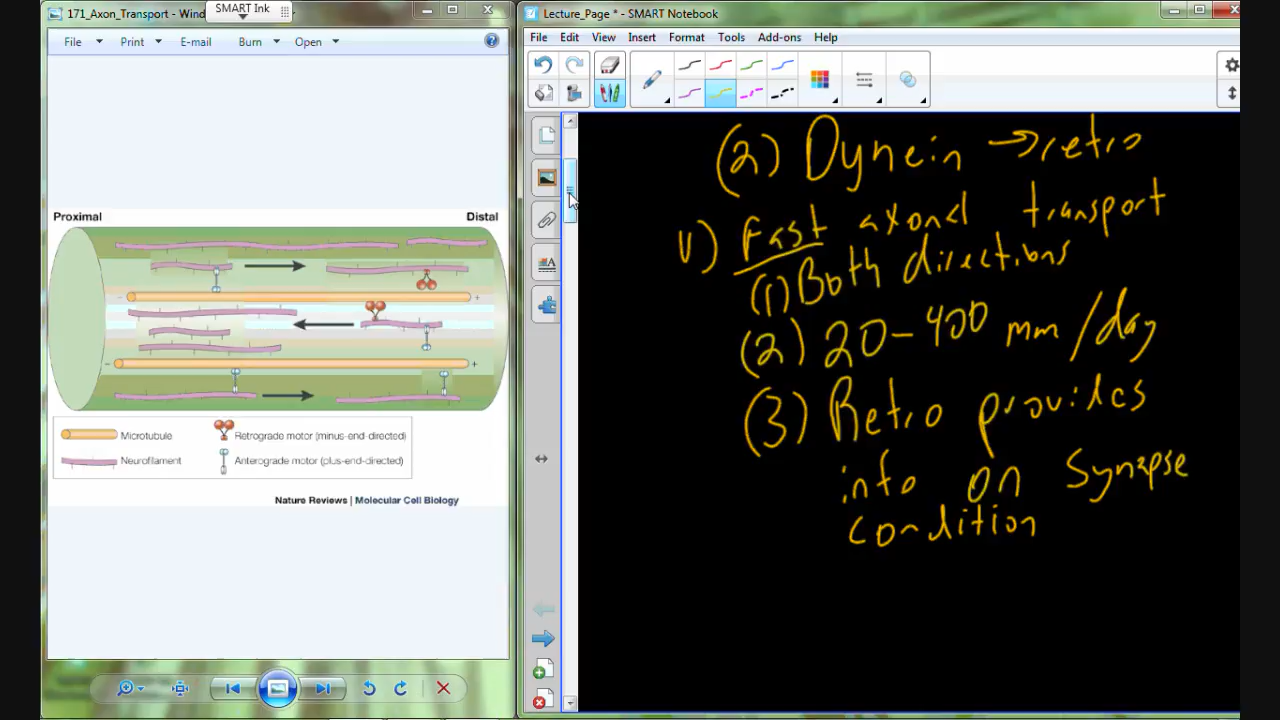 171_Axon_Transport - Wind
SMART Ink
File
Print
E-mail
Burn
Open
Proximal
Distal
−
+
−
+
Microtubule
Retrograde motor (minus-end-directed)
Neurofilament
Anterograde motor (plus-end-directed)
Nature Reviews | Molecular Cell Biology
Lecture_Page * - SMART Notebook
File Edit View Insert Format Tools Add-ons Help
(2) Dynein → retro
V) Fast axonal transport
(1) Both directions
(2) 20-400 mm/day
(3) Retro provides
info on synapse
condition